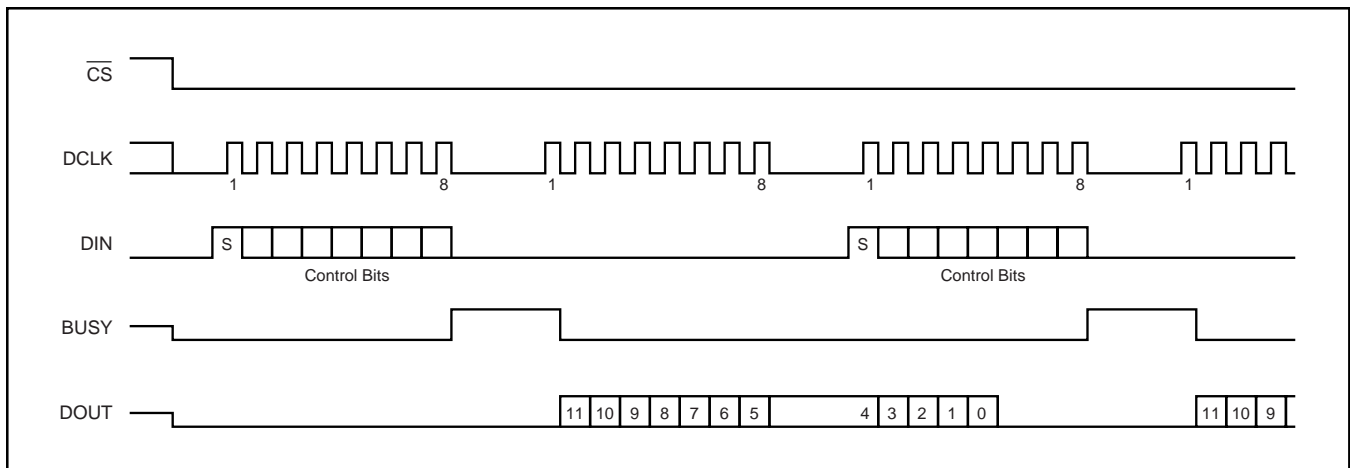 CS
DCLK
1 8 1 8 1 8 1
DIN
S S
Control Bits Control Bits
BUSY
DOUT
11 10 9 8 7 6 5 4 3 2 1 0 11 10 9